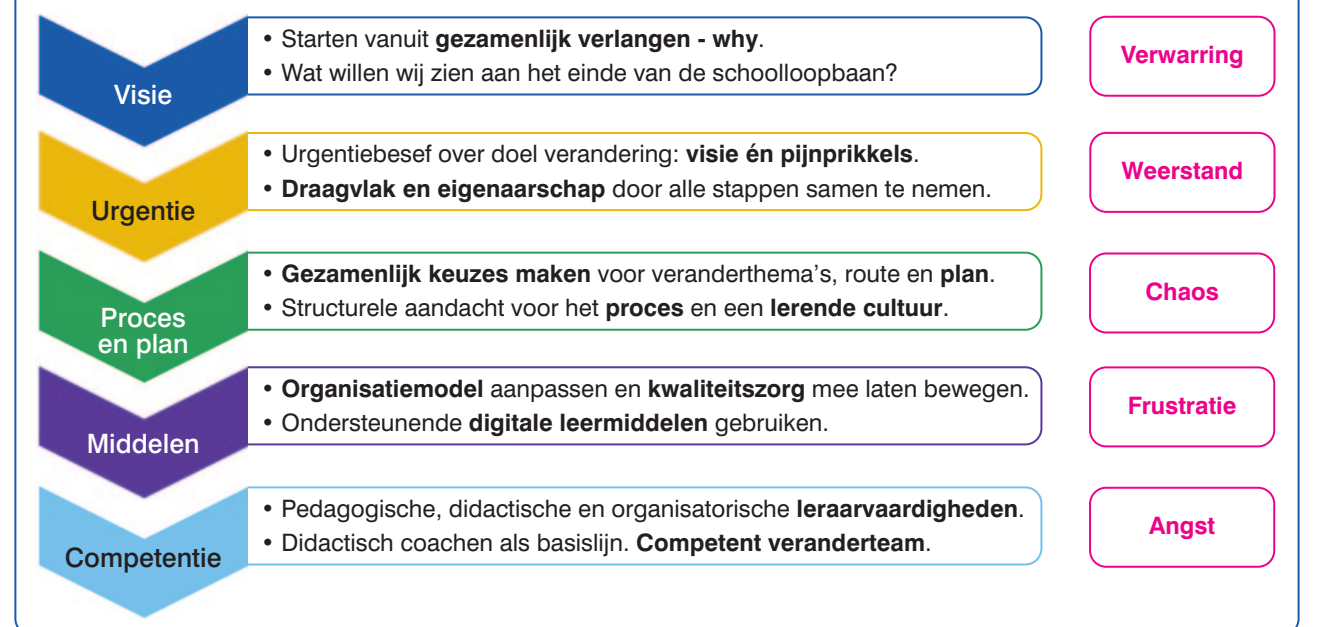 Visie
• Starten vanuit gezamenlijk verlangen - why.
• Wat willen wij zien aan het einde van de schoolloopbaan?
Verwarring
Urgentie
• Urgentiebesef over doel verandering: visie én pijnprikkels.
• Draagvlak en eigenaarschap door alle stappen samen te nemen.
Weerstand
Proces
en plan
• Gezamenlijk keuzes maken voor veranderthema's, route en plan.
• Structurele aandacht voor het proces en een lerende cultuur.
Chaos
Middelen
• Organisatiemodel aanpassen en kwaliteitszorg mee laten bewegen.
• Ondersteunende digitale leermiddelen gebruiken.
Frustratie
Competentie
• Pedagogische, didactische en organisatorische leraarvaardigheden.
• Didactisch coachen als basislijn. Competent veranderteam.
Angst